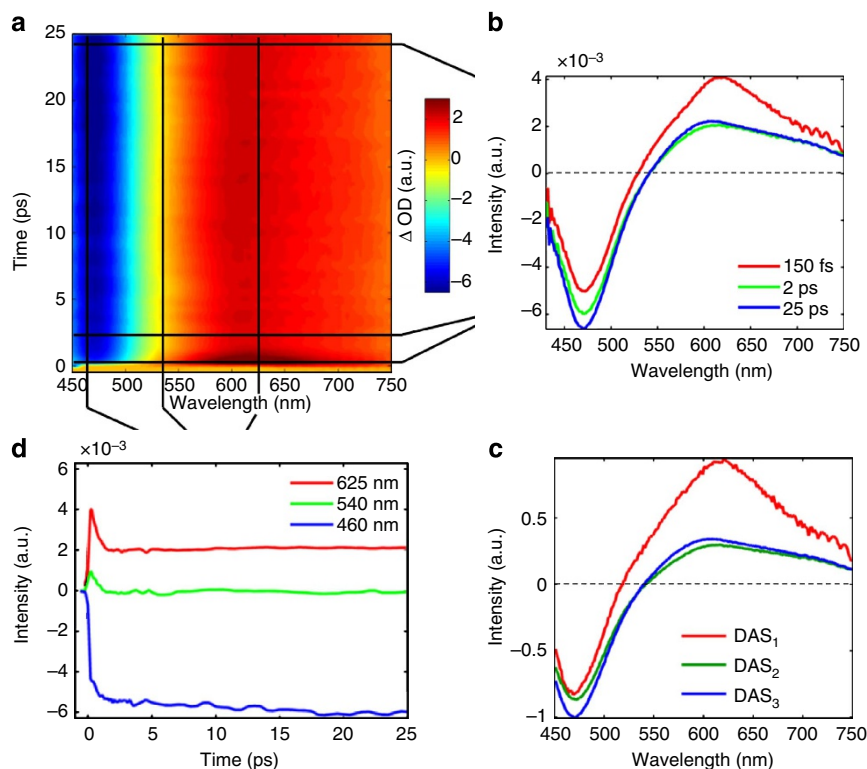 a
25
20
15
10
5
0
Time (ps)
450 500 550 600 650 700 750
Wavelength (nm)
2
0
−2
−4
−6
Δ OD (a.u.)
b
×10⁻³
4
2
0
−2
−4
−6
Intensity (a.u.)
150 fs
2 ps
25 ps
450 500 550 600 650 700 750
Wavelength (nm)
d
×10⁻³
6
4
2
0
−2
−4
−6
Intensity (a.u.)
625 nm
540 nm
460 nm
0 5 10 15 20 25
Time (ps)
c
0.5
0
−0.5
−1
Intensity (a.u.)
DAS₁
DAS₂
DAS₃
450 500 550 600 650 700 750
Wavelength (nm)